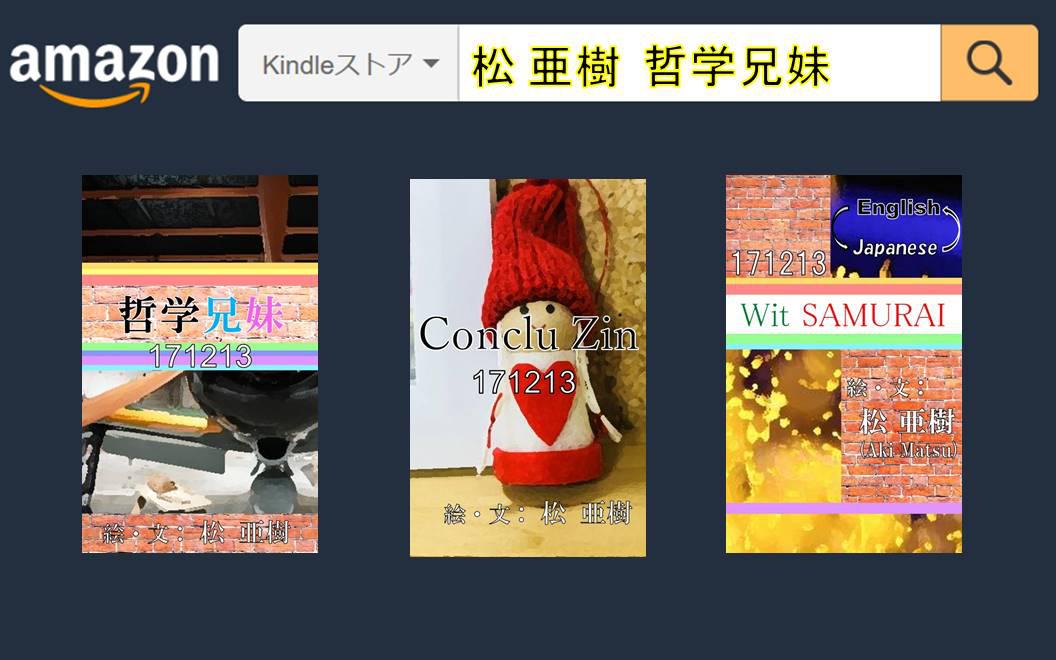 amazon
Kindleストア
松 亜樹 哲学兄妹
哲学兄妹
171213
絵・文： 松 亜樹
Conclu Zin
171213
絵・文： 松 亜樹
English
Japanese
171213
Wit SAMURAI
絵・文：
松 亜樹
(Aki Matsu)